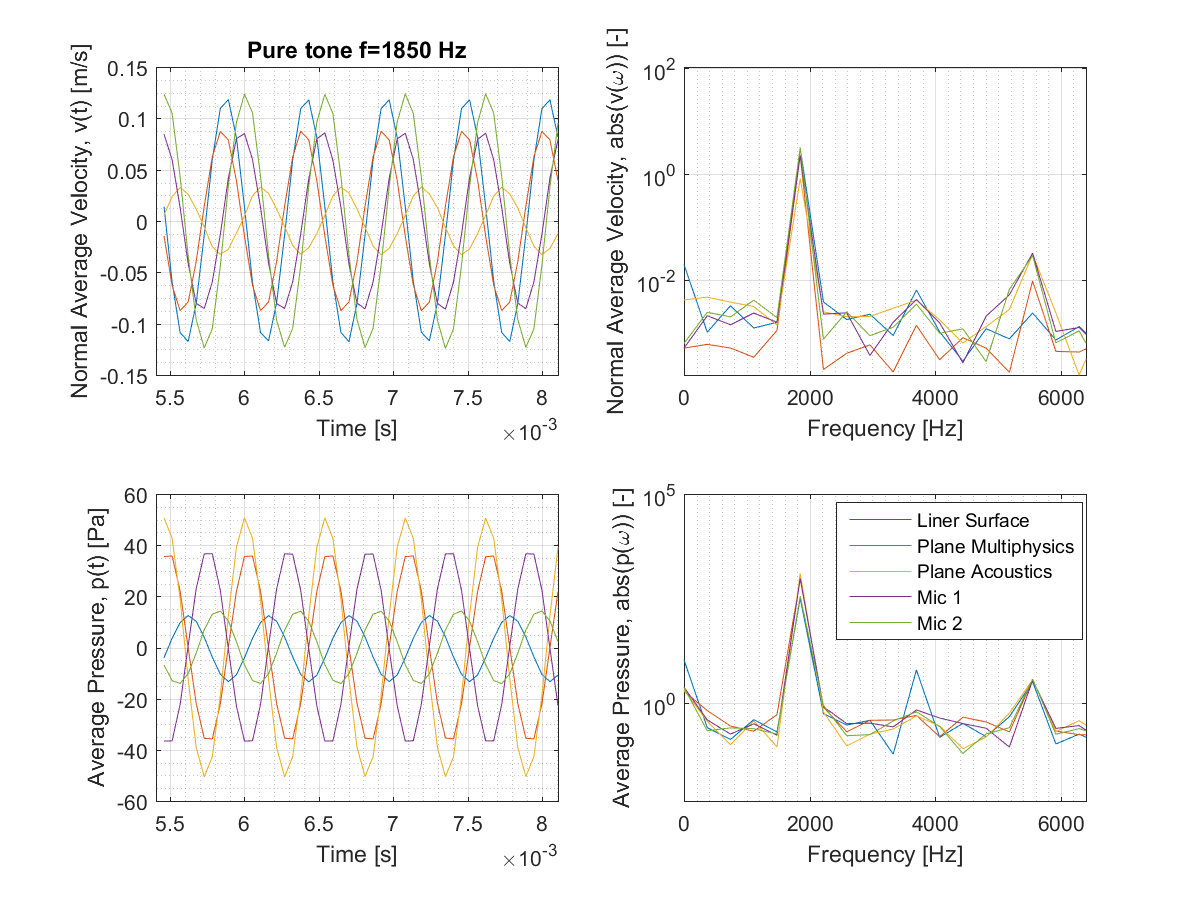 Pure tone f=1850 Hz
Normal Average Velocity, v(t) [m/s]
0.15
0.1
0.05
0
-0.05
-0.1
-0.15
5.5 6 6.5 7 7.5 8
Time [s]
×10-3
Normal Average Velocity, abs(v(ω)) [-]
102
100
10-2
0 2000 4000 6000
Frequency [Hz]
Average Pressure, p(t) [Pa]
60
40
20
0
-20
-40
-60
5.5 6 6.5 7 7.5 8
Time [s]
×10-3
Average Pressure, abs(p(ω)) [-]
105
100
Liner Surface
Plane Multiphysics
Plane Acoustics
Mic 1
Mic 2
0 2000 4000 6000
Frequency [Hz]